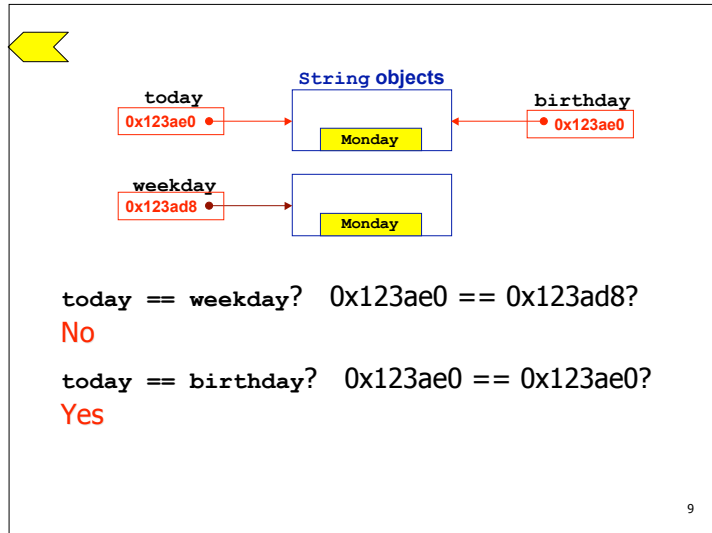 String objects
today
birthday
0x123ae0
0x123ae0
Monday
weekday
0x123ad8
Monday
today == weekday? 0x123ae0 == 0x123ad8?
No
today == birthday? 0x123ae0 == 0x123ae0?
Yes
9